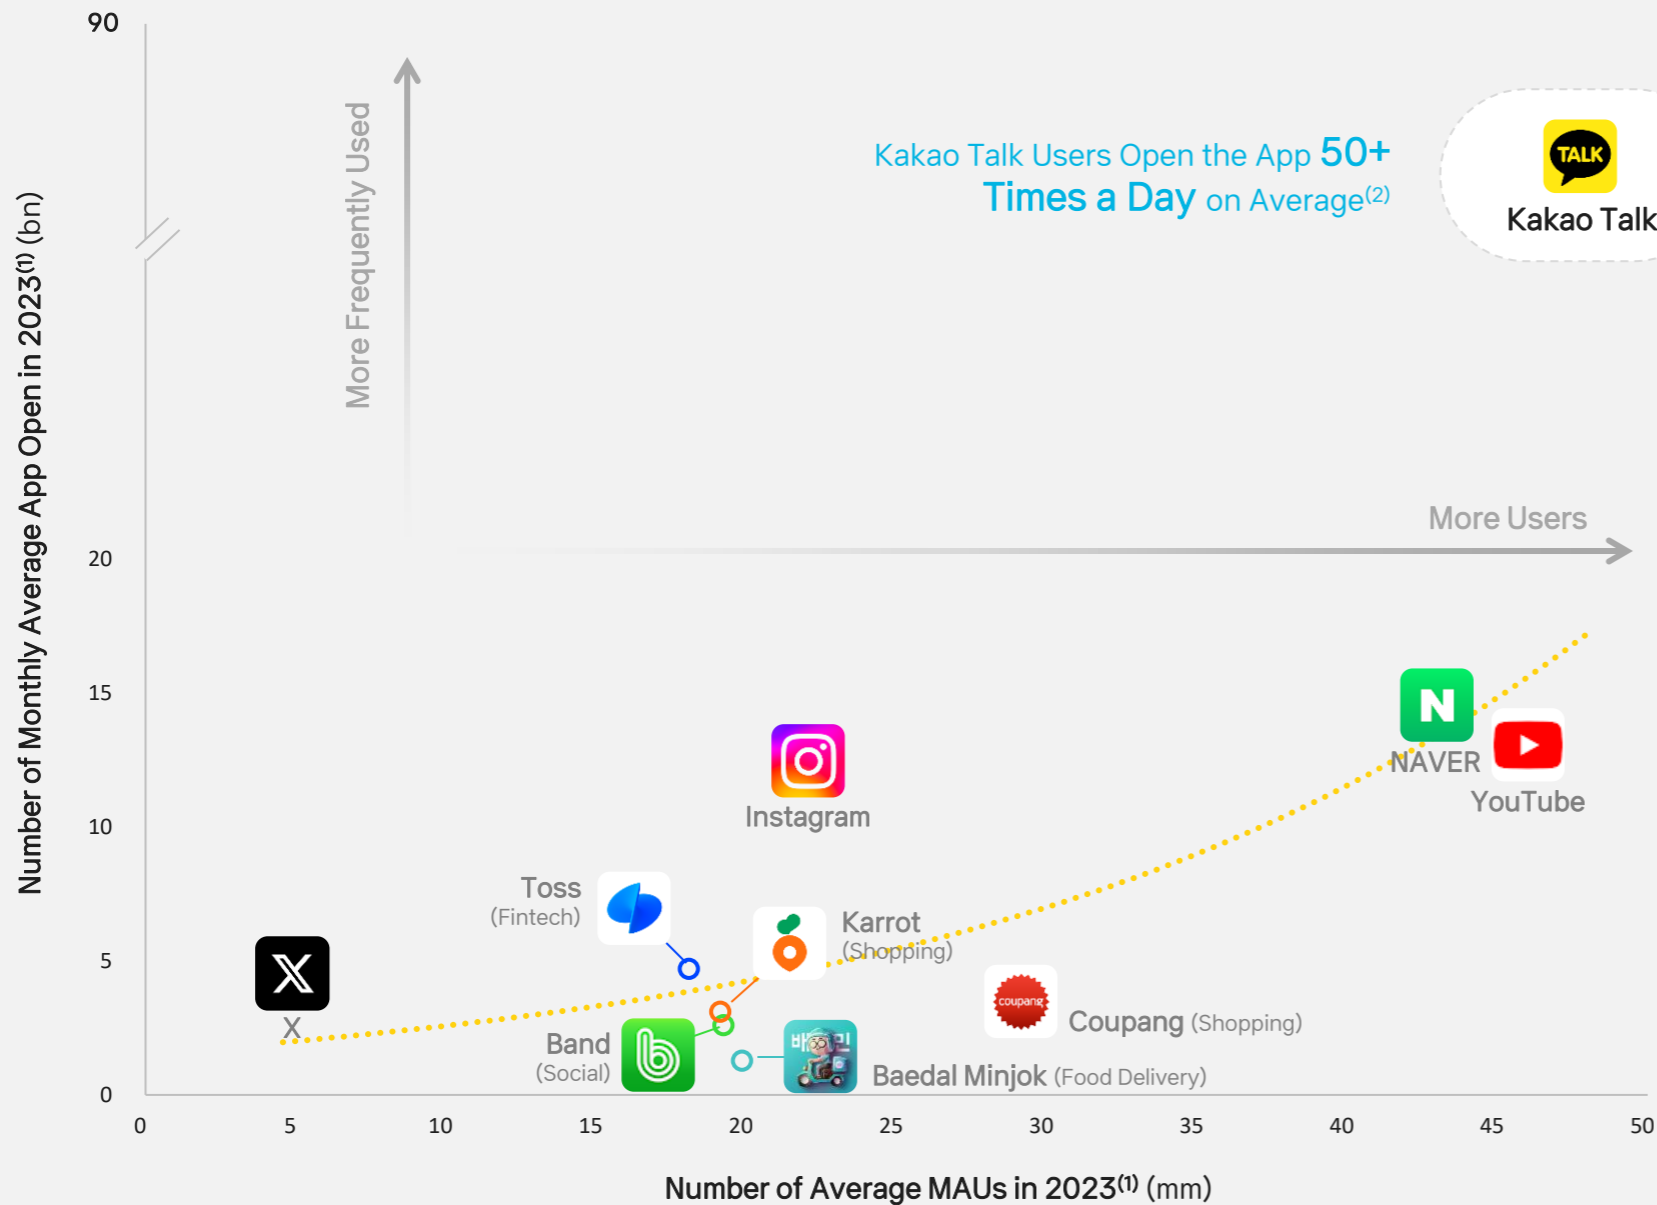 90
More Frequently Used
Kakao Talk Users Open the App 50+
Times a Day on Average(2)
TALK
Kakao Talk
Number of Monthly Average App Open in 2023(1) (bn)
More Users
20
15
N
NAVER
YouTube
Instagram
10
Toss
(Fintech)
Karrot
(Shopping)
5
X
coupang
Coupang (Shopping)
Band
(Social)
b
배민
Baedal Minjok (Food Delivery)
0
0 5 10 15 20 25 30 35 40 45 50
Number of Average MAUs in 2023(1) (mm)